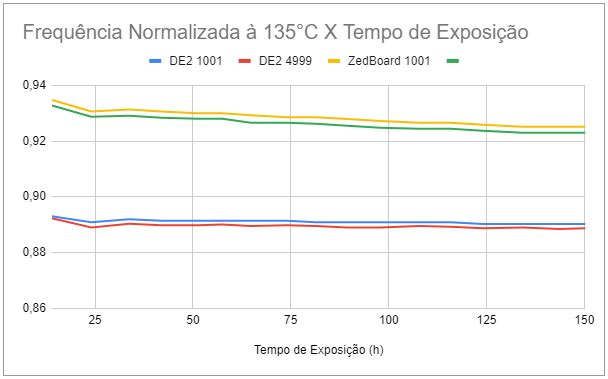 Frequência Normalizada à 135°C X Tempo de Exposição
DE2 1001 DE2 4999 ZedBoard 1001
0,94
0,92
0,90
0,88
0,86
25 50 75 100 125 150
Tempo de Exposição (h)